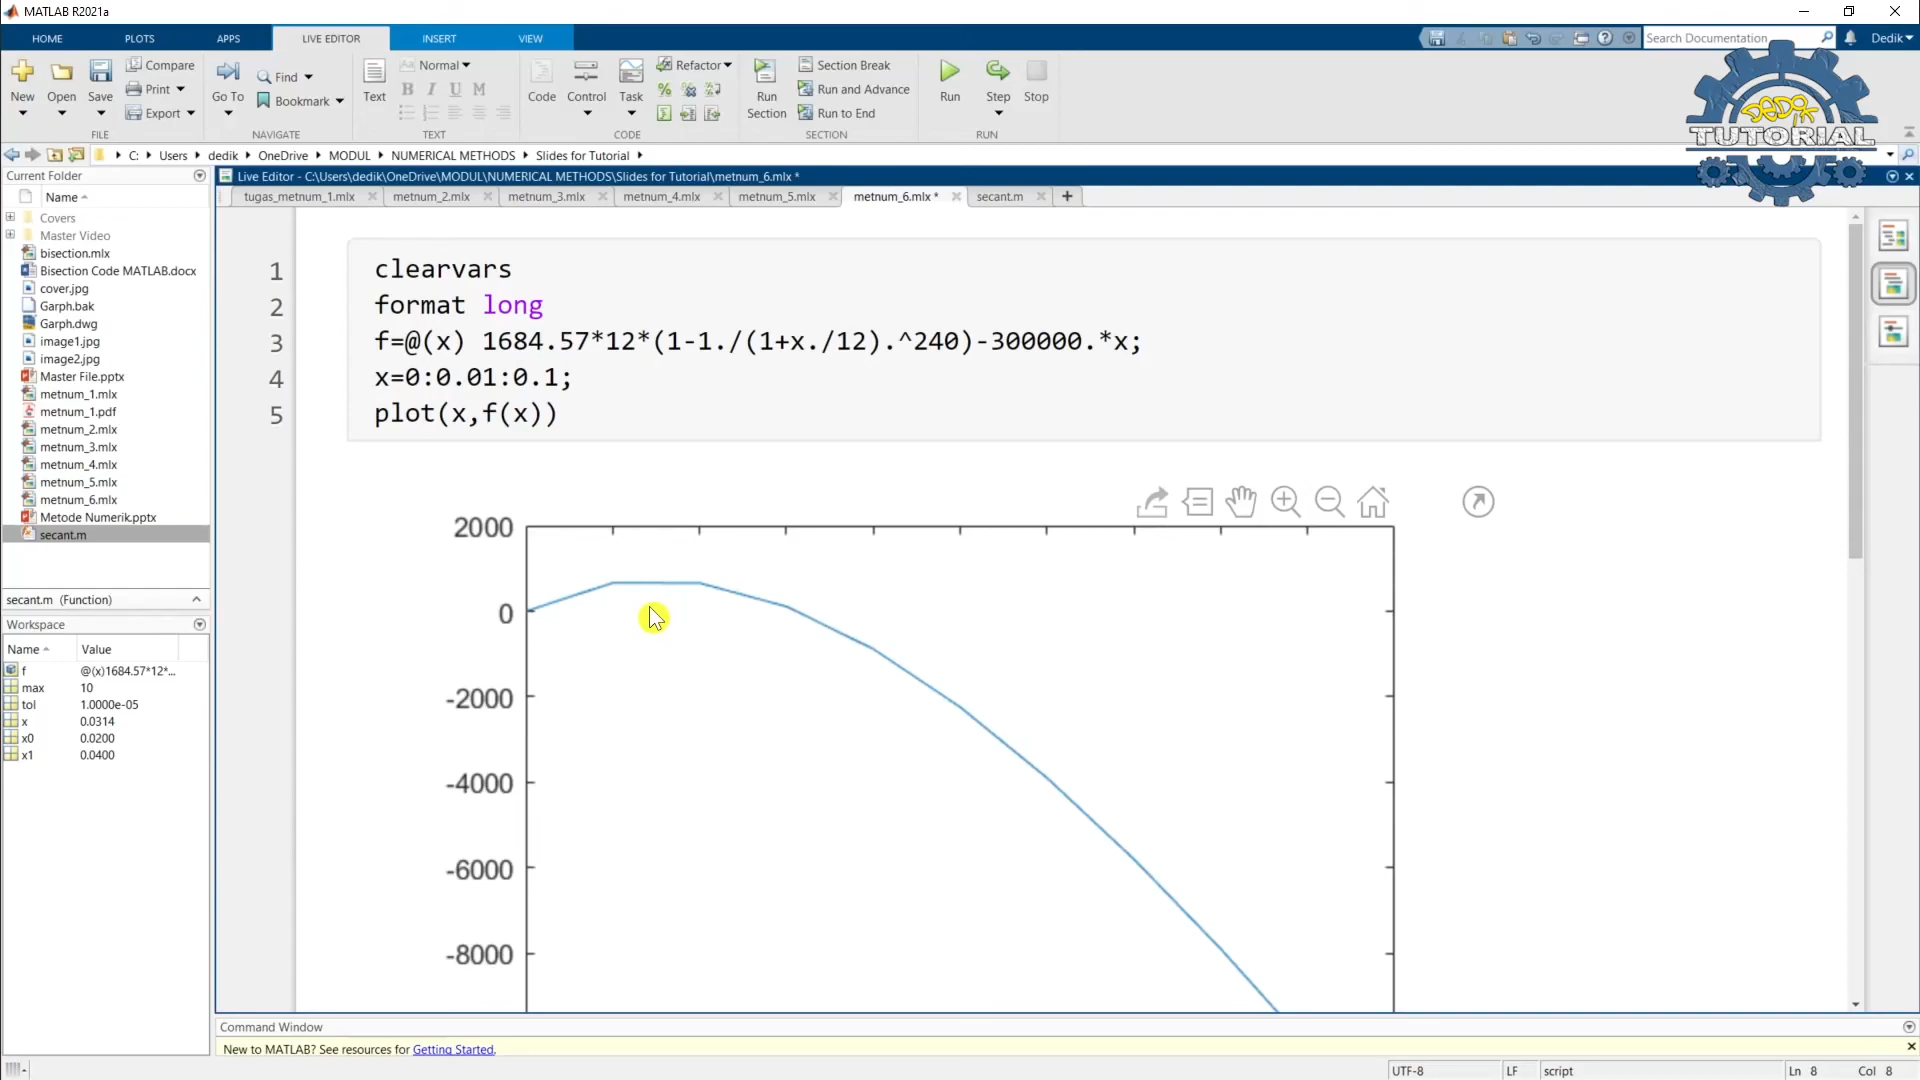 MATLAB R2021a
HOME PLOTS APPS LIVE EDITOR INSERT VIEW
Search Documentation
Dedik
New Open Save
Compare
Print
Export
FILE
Go To
Find
Bookmark
NAVIGATE
Text
Normal
B I U M
TEXT
Code Control Task
Refactor
CODE
Run Section
Section Break
Run and Advance
Run to End
SECTION
Run Step Stop
RUN
DEDiK
TUTORIAL
C: Users dedik OneDrive MODUL NUMERICAL METHODS Slides for Tutorial
Current Folder
Name
Covers
Master Video
bisection.mlx
Bisection Code MATLAB.docx
cover.jpg
Garph.bak
Garph.dwg
image1.jpg
image2.jpg
Master File.pptx
metnum_1.mlx
metnum_1.pdf
metnum_2.mlx
metnum_3.mlx
metnum_4.mlx
metnum_5.mlx
metnum_6.mlx
Metode Numerik.pptx
secant.m
secant.m (Function)
Workspace
Name Value
f @(x)1684.57*12*...
max 10
tol 1.0000e-05
x 0.0314
x0 0.0200
x1 0.0400
Live Editor - C:\Users\dedik\OneDrive\MODUL\NUMERICAL METHODS\Slides for Tutorial\metnum_6.mlx *
tugas_metnum_1.mlx metnum_2.mlx metnum_3.mlx metnum_4.mlx metnum_5.mlx metnum_6.mlx * secant.m
1 clearvars
2 format long
3 f=@(x) 1684.57*12*(1-1./(1+x./12).^240)-300000.*x;
4 x=0:0.01:0.1;
5 plot(x,f(x))
2000
0
-2000
-4000
-6000
-8000
Command Window
New to MATLAB? See resources for Getting Started.
UTF-8 LF script Ln 8 Col 8